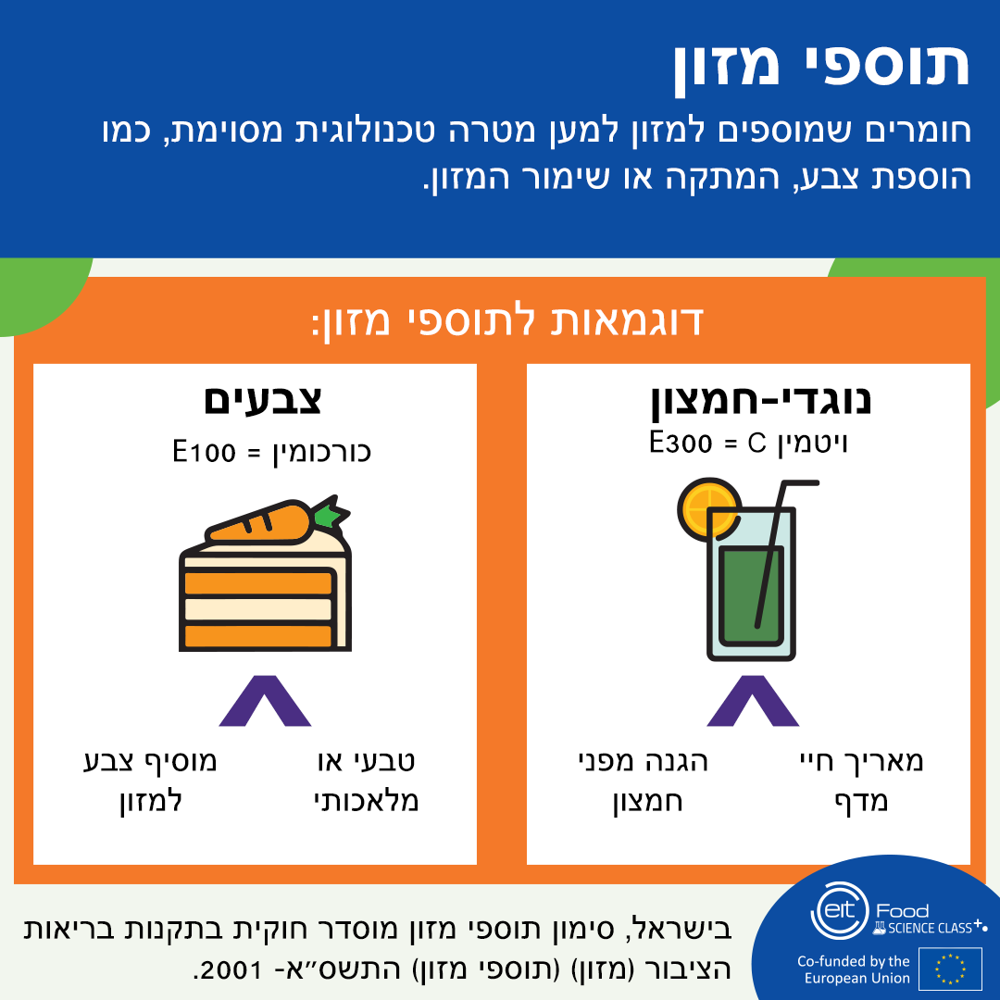 תוספי מזון
חומרים שמוספים למזון למען מטרה טכנולוגית מסוימת, כמו
הוספת צבע, המתקה או שימור המזון.
דוגמאות לתוספי מזון:
נוגדי-חמצון
ויטמין C = E300
מאריך חיי
מדף
הגנה מפני
חמצון
צבעים
כורכומין = E100
טבעי או
מלאכותי
מוסיף צבע
למזון
בישראל, סימון תוספי מזון מוסדר חוקית בתקנות בריאות
הציבור (מזון) (תוספי מזון) התשס״א- 2001.
eit Food
SCIENCE CLASS
Co-funded by the
European Union